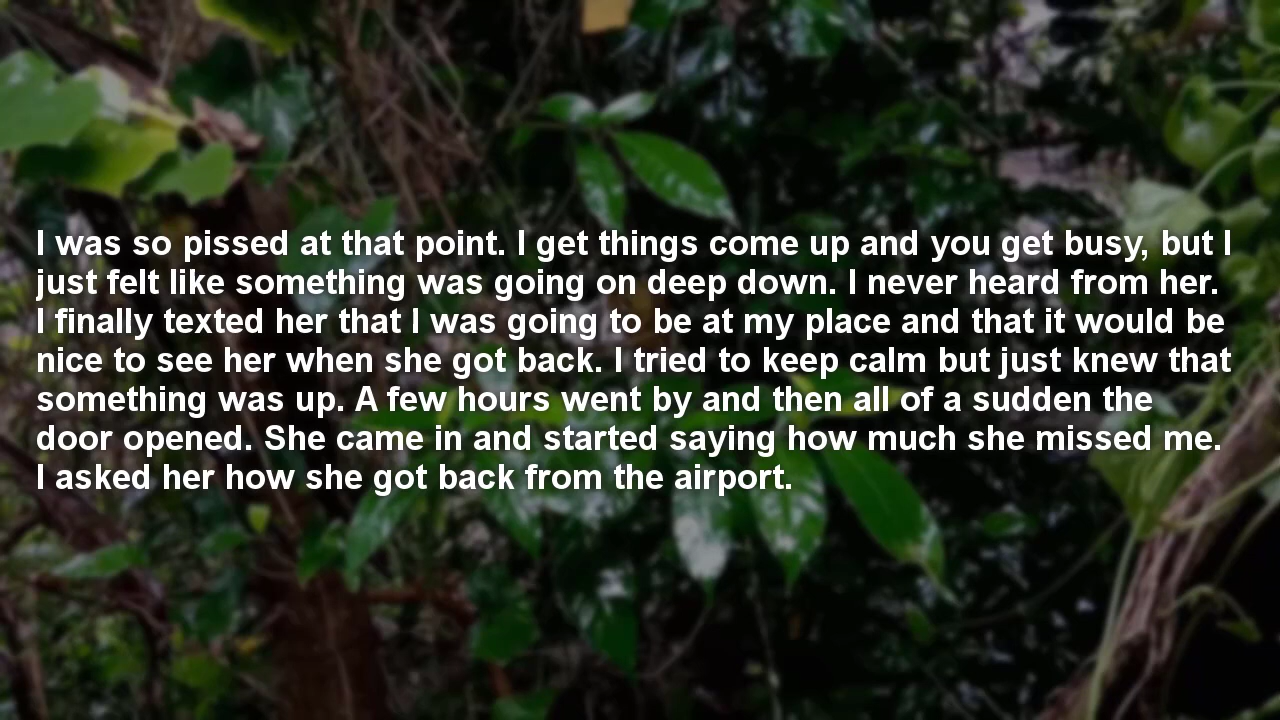 I was so pissed at that point. I get things come up and you get busy, but I
just felt like something was going on deep down. I never heard from her.
I finally texted her that I was going to be at my place and that it would be
nice to see her when she got back. I tried to keep calm but just knew that
something was up. A few hours went by and then all of a sudden the
door opened. She came in and started saying how much she missed me.
I asked her how she got back from the airport.